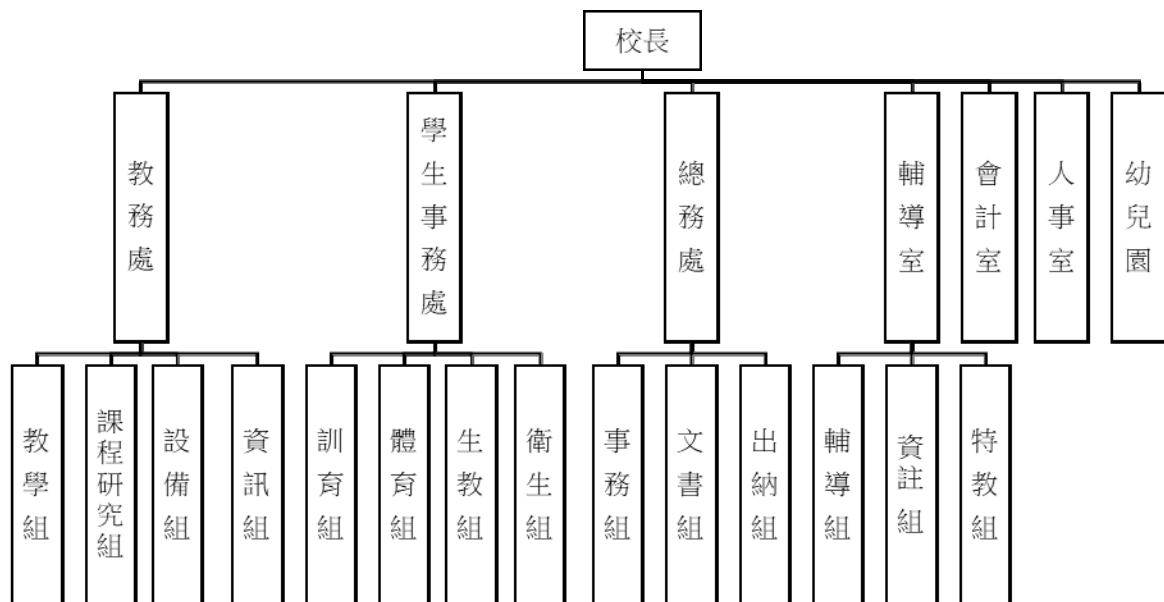 校長
教務處
學生事務處
總務處
輔導室
會計室
人事室
幼兒園
教學組
課程研究組
設備組
資訊組
訓育組
體育組
生教組
衛生組
事務組
文書組
出納組
輔導組
資註組
特教組